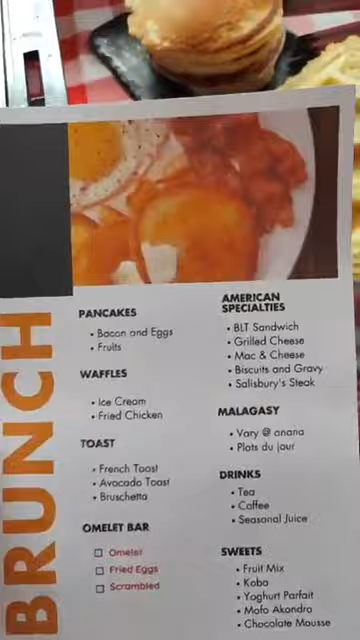 BRUNCH
PANCAKES
• Bacon and Eggs
• Fruits
WAFFLES
• Ice Cream
• Fried Chicken
TOAST
• French Toast
• Avocado Toast
• Bruschetta
OMELET BAR
Omelet
Fried Eggs
Scrambled
AMERICAN
SPECIALTIES
• BLT Sandwich
• Grilled Cheese
• Mac & Cheese
• Biscuits and Gravy
• Salisbury's Steak
MALAGASY
• Vary @ anana
• Plats du jour
DRINKS
• Tea
• Coffee
• Seasonal Juice
SWEETS
• Fruit Mix
• Koba
• Yoghurt Parfait
• Mofo Akondro
• Chocolate Mousse